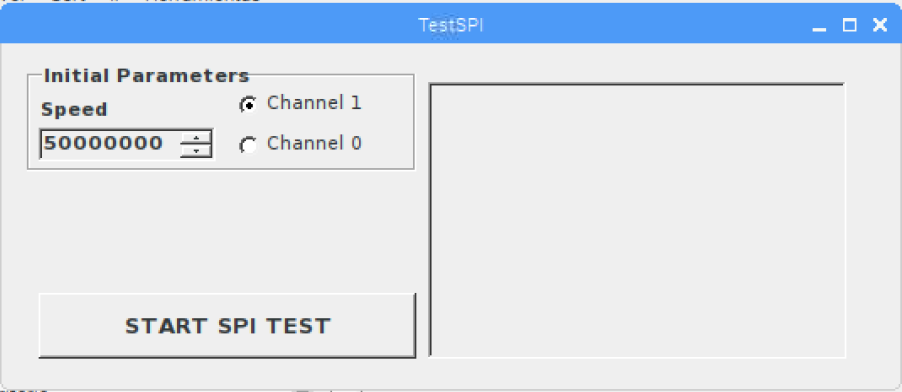 TestSPI
Initial Parameters
Speed
Channel 1
50000000
Channel 0
START SPI TEST